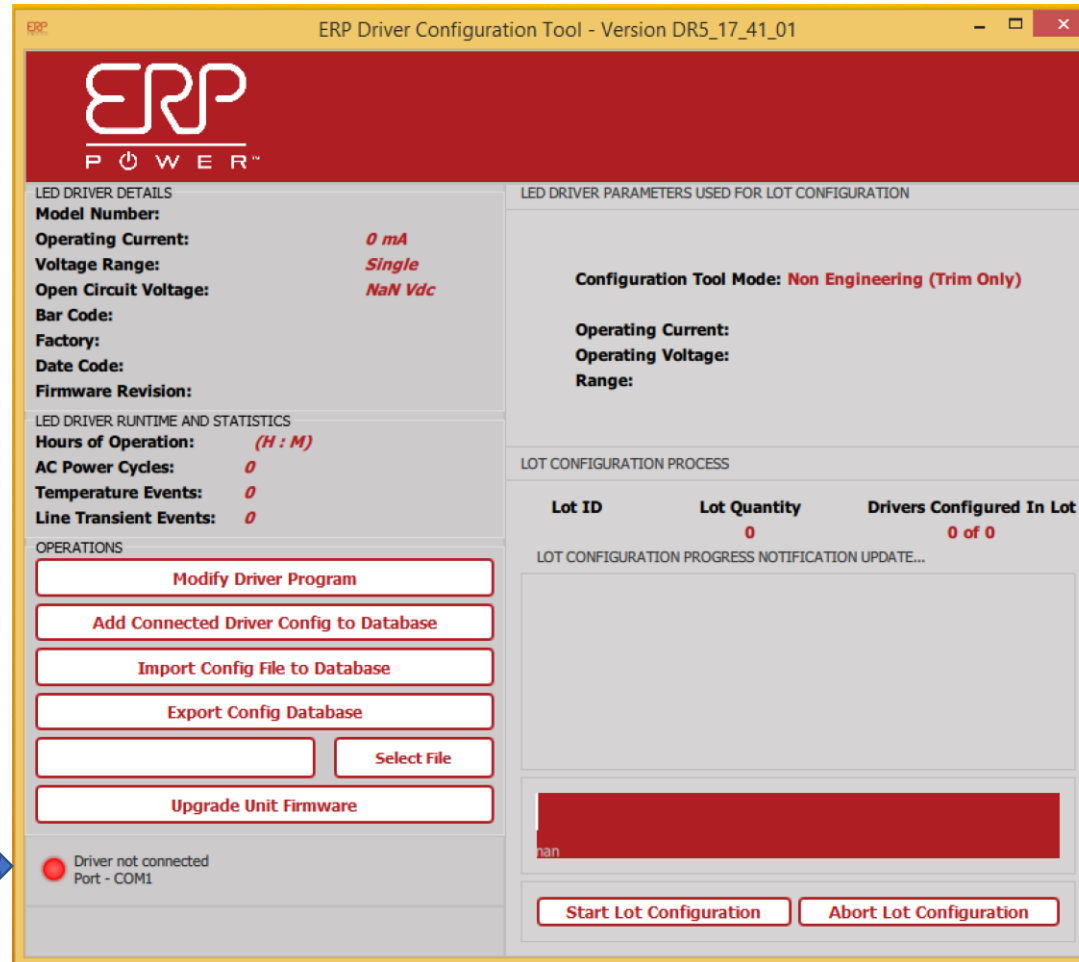 ERP
ERP Driver Configuration Tool - Version DR5_17_41_01
ERP
POWER™
LED DRIVER DETAILS
Model Number:
Operating Current: 0 mA
Voltage Range: Single
Open Circuit Voltage: NaN Vdc
Bar Code:
Factory:
Date Code:
Firmware Revision:
LED DRIVER RUNTIME AND STATISTICS
Hours of Operation: (H : M)
AC Power Cycles: 0
Temperature Events: 0
Line Transient Events: 0
OPERATIONS
Modify Driver Program
Add Connected Driver Config to Database
Import Config File to Database
Export Config Database
Select File
Upgrade Unit Firmware
Driver not connected
Port - COM1
LED DRIVER PARAMETERS USED FOR LOT CONFIGURATION
Configuration Tool Mode: Non Engineering (Trim Only)
Operating Current:
Operating Voltage:
Range:
LOT CONFIGURATION PROCESS
Lot ID Lot Quantity Drivers Configured In Lot
0 0 of 0
LOT CONFIGURATION PROGRESS NOTIFICATION UPDATE...
nan
Start Lot Configuration Abort Lot Configuration